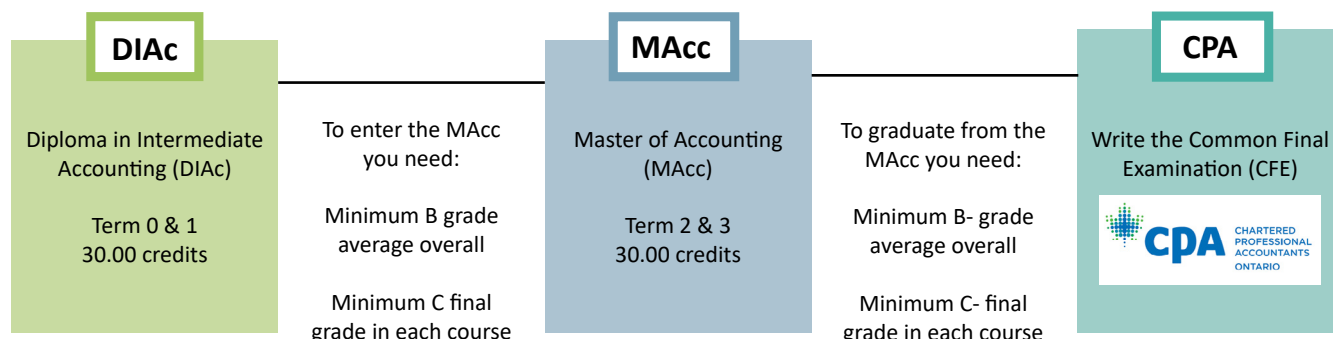 DIAc
Diploma in Intermediate
Accounting (DIAc)
Term 0 & 1
30.00 credits
To enter the MAcc
you need:
Minimum B grade
average overall
Minimum C final
grade in each course
MAcc
Master of Accounting
(MAcc)
Term 2 & 3
30.00 credits
To graduate from the
MAcc you need:
Minimum B- grade
average overall
Minimum C- final
grade in each course
CPA
Write the Common Final
Examination (CFE)
CPA
CHARTERED
PROFESSIONAL
ACCOUNTANTS
ONTARIO